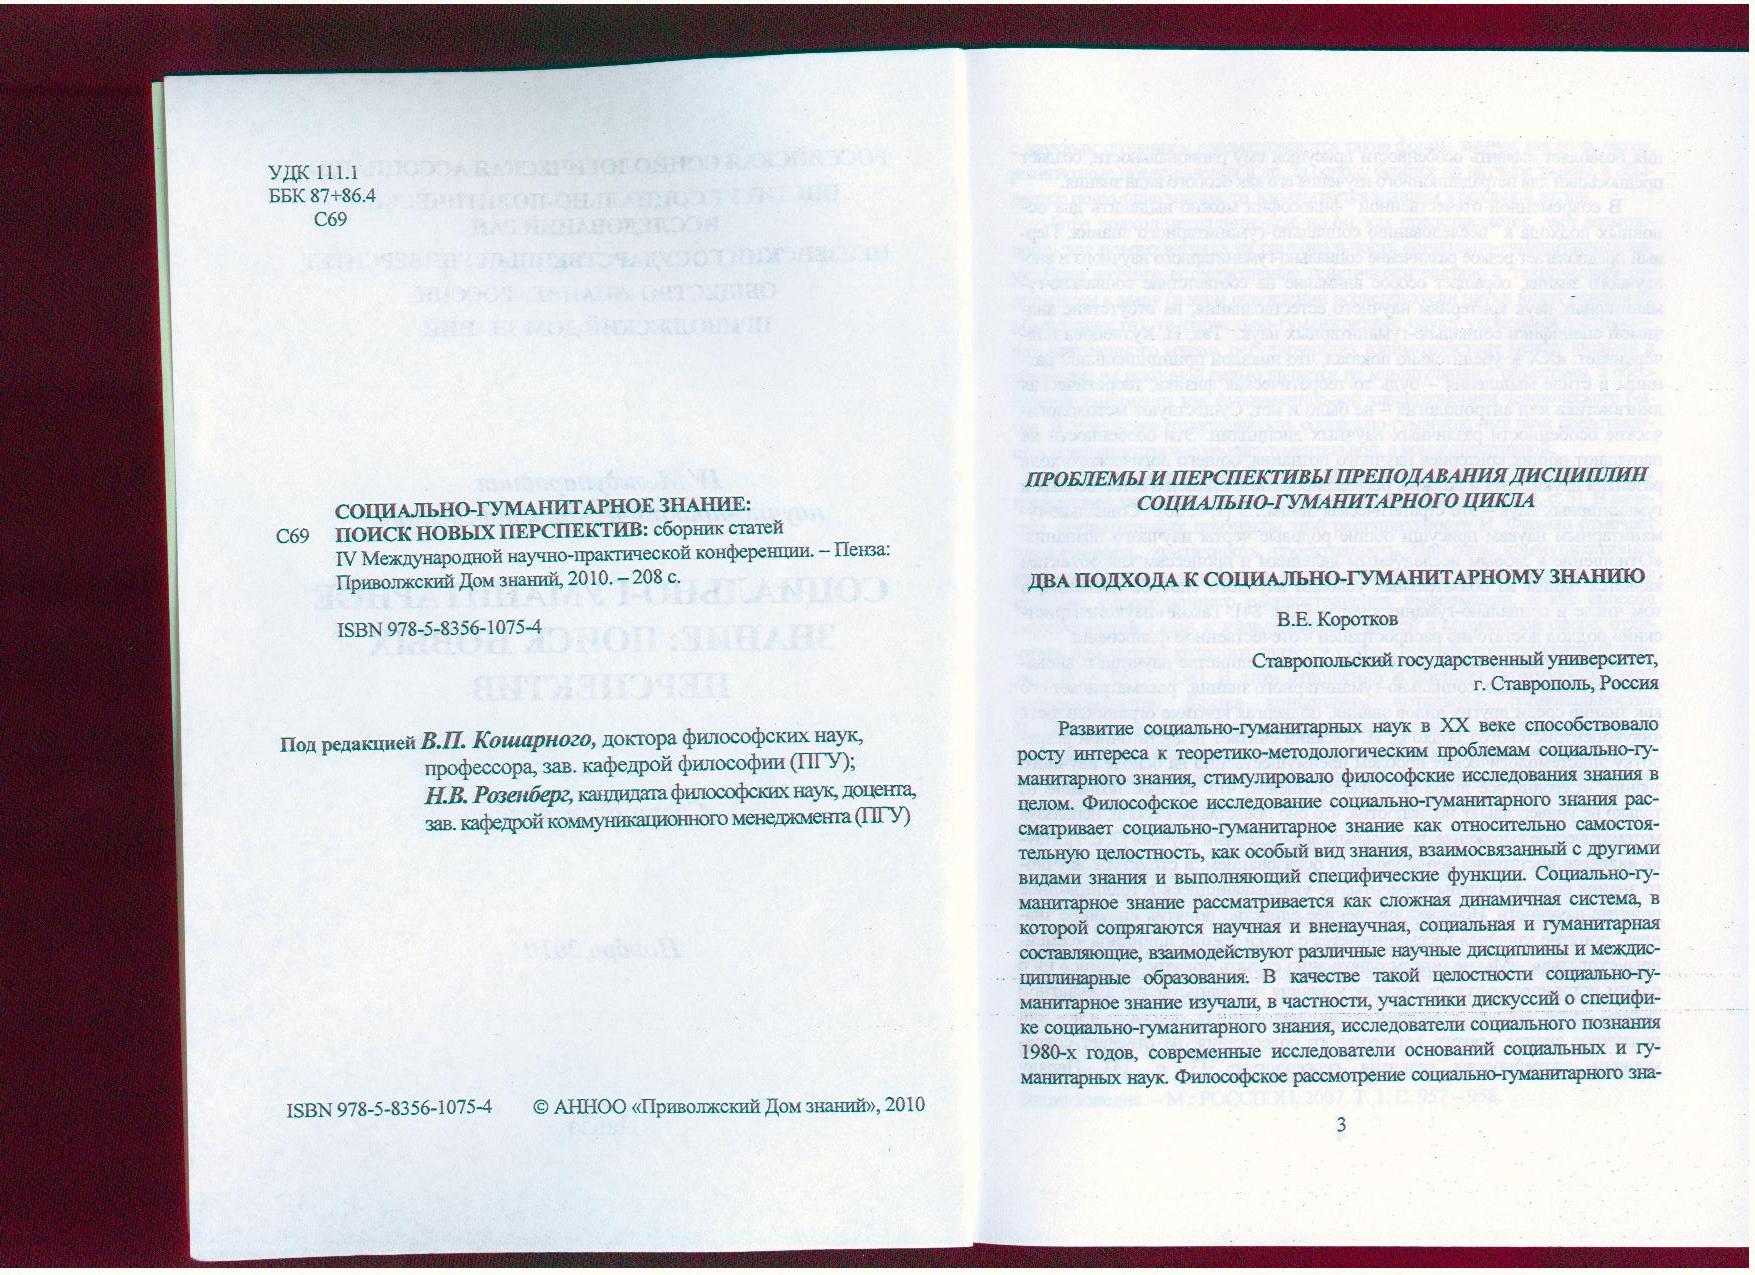 УДК 111.1
ББК 87+86.4
С69
СОЦИАЛЬНО-ГУМАНИТАРНОЕ ЗНАНИЕ:
С69 ПОИСК НОВЫХ ПЕРСПЕКТИВ: сборник статей
IV Международной научно-практической конференции. – Пенза:
Приволжский Дом знаний, 2010. – 208 с.
ISBN 978-5-8356-1075-4
Под редакцией В.П. Кошарного, доктора философских наук,
профессора, зав. кафедрой философии (ПГУ);
Н.В. Розенберг, кандидата философских наук, доцента,
зав. кафедрой коммуникационного менеджмента (ПГУ)
ISBN 978-5-8356-1075-4 © АННОО «Приволжский Дом знаний», 2010
ПРОБЛЕМЫ И ПЕРСПЕКТИВЫ ПРЕПОДАВАНИЯ ДИСЦИПЛИН
СОЦИАЛЬНО-ГУМАНИТАРНОГО ЦИКЛА
ДВА ПОДХОДА К СОЦИАЛЬНО-ГУМАНИТАРНОМУ ЗНАНИЮ
В.Е. Коротков
Ставропольский государственный университет,
г. Ставрополь, Россия
Развитие социально-гуманитарных наук в XX веке способствовало
росту интереса к теоретико-методологическим проблемам социально-гу-
манитарного знания, стимулировало философские исследования знания в
целом. Философское исследование социально-гуманитарного знания рас-
сматривает социально-гуманитарное знание как относительно самостоя-
тельную целостность, как особый вид знания, взаимосвязанный с другими
видами знания и выполняющий специфические функции. Социально-гу-
манитарное знание рассматривается как сложная динамичная система, в
которой сопрягаются научная и вненаучная, социальная и гуманитарная
составляющие, взаимодействуют различные научные дисциплины и междис-
циплинарные образования. В качестве такой целостности социально-гу-
манитарное знание изучали, в частности, участники дискуссий о специфи-
ке социально-гуманитарного знания, исследователи социального познания
1980-х годов, современные исследователи оснований социальных и гу-
манитарных наук. Философское рассмотрение социально-гуманитарного зна-
3